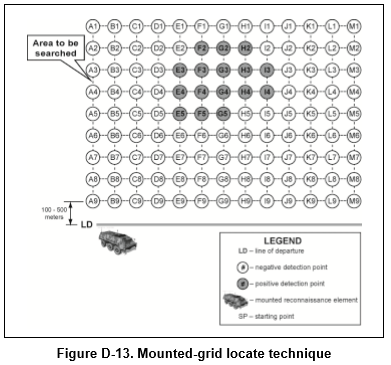 A1 B1 C1 D1 E1 F1 G1 H1 I1 J1 K1 L1 M1
Area to be
searched
A2 B2 C2 D2 E2 F2 G2 H2 I2 J2 K2 L2 M2
A3 B3 C3 D3 E3 F3 G3 H3 I3 J3 K3 L3 M3
A4 B4 C4 D4 E4 F4 G4 H4 I4 J4 K4 L4 M4
A5 B5 C5 D5 E5 F5 G5 H5 I5 J5 K5 L5 M5
A6 B6 C6 D6 E6 F6 G6 H6 I6 J6 K6 L6 M6
A7 B7 C7 D7 E7 F7 G7 H7 I7 J7 K7 L7 M7
A8 B8 C8 D8 E8 F8 G8 H8 I8 J8 K8 L8 M8
A9 B9 C9 D9 E9 F9 G9 H9 I9 J9 K9 L9 M9
100 - 500
meters
LD
LEGEND
LD – line of departure
# – negative detection point
# – positive detection point
– mounted reconnaissance element
SP – starting point
Figure D-13. Mounted-grid locate technique